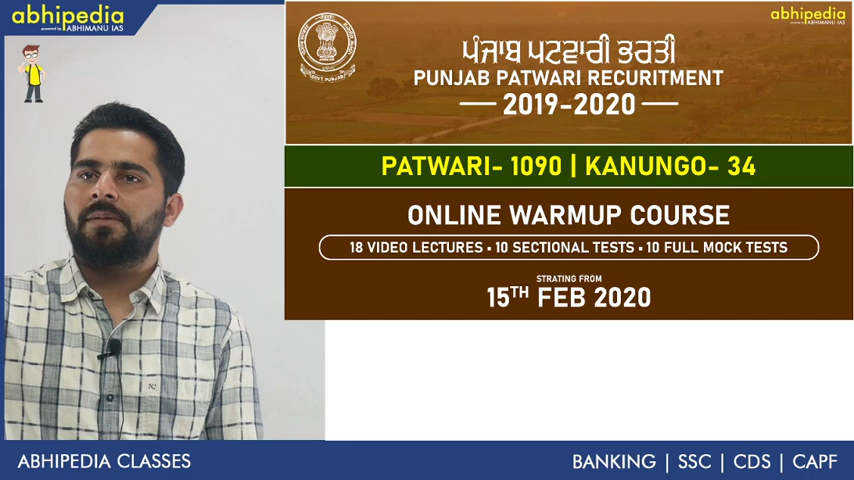 abhipedia
powered by ABHIMANU IAS
abhipedia
powered by ABHIMANU IAS
ਪੰਜਾਬ ਪਟਵਾਰੀ ਭਰਤੀ
PUNJAB PATWARI RECURITMENT
2019-2020
PATWARI- 1090 | KANUNGO- 34
ONLINE WARMUP COURSE
18 VIDEO LECTURES • 10 SECTIONAL TESTS • 10 FULL MOCK TESTS
STRATING FROM
15TH FEB 2020
ABHIPEDIA CLASSES
BANKING | SSC | CDS | CAPF